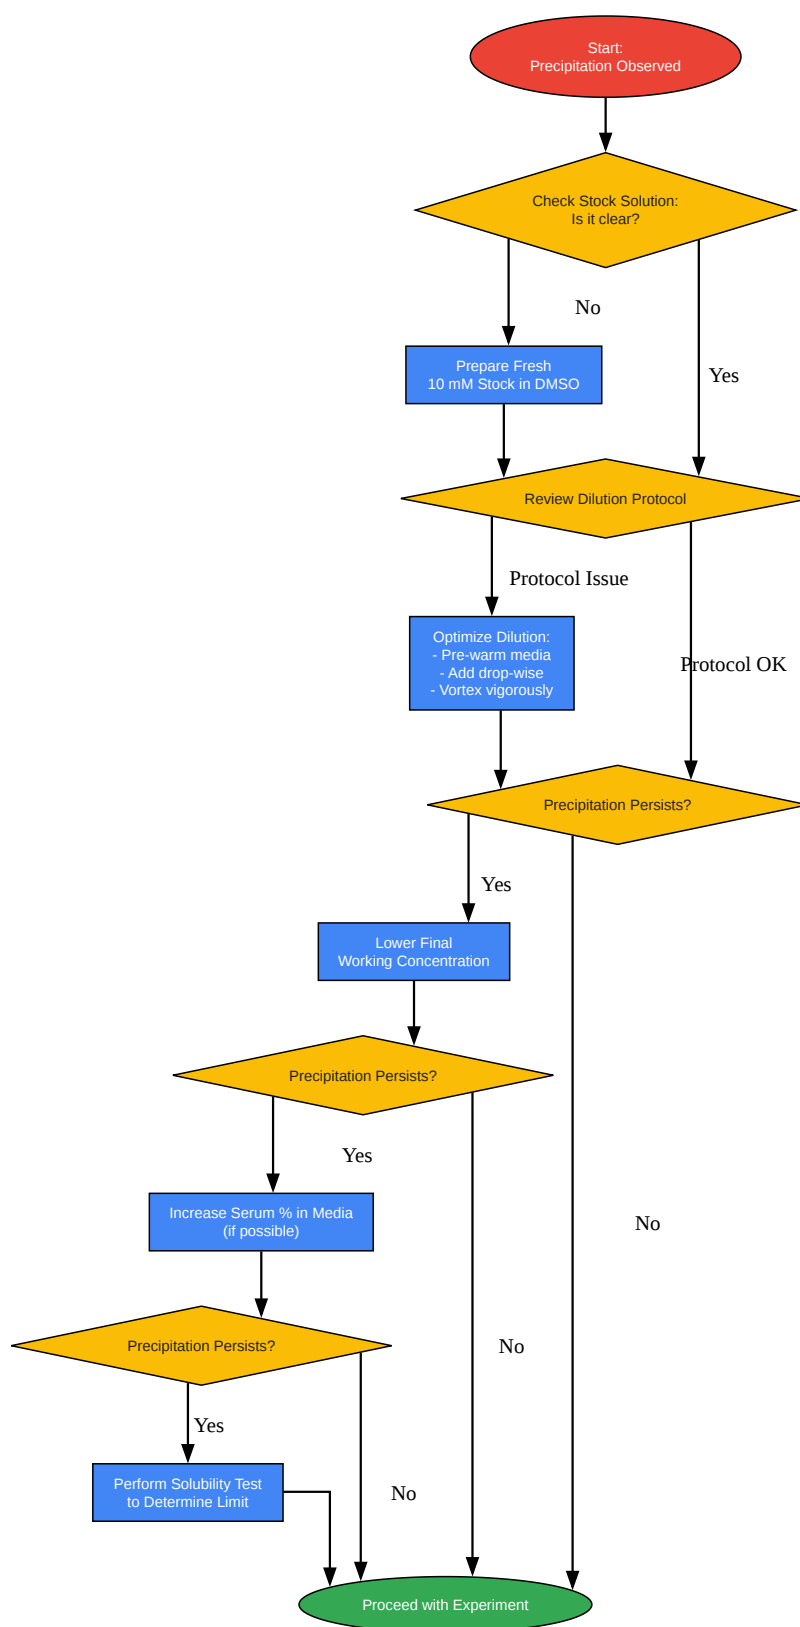 Start:
Precipitation Observed
Check Stock Solution:
Is it clear?
No
Prepare Fresh
10 mM Stock in DMSO
Yes
Review Dilution Protocol
Protocol Issue
Optimize Dilution:
- Pre-warm media
- Add drop-wise
- Vortex vigorously
Protocol OK
Precipitation Persists?
Yes
Lower Final
Working Concentration
Precipitation Persists?
Yes
Increase Serum % in Media
(if possible)
No
Precipitation Persists?
No
Yes
Perform Solubility Test
to Determine Limit
No
Proceed with Experiment